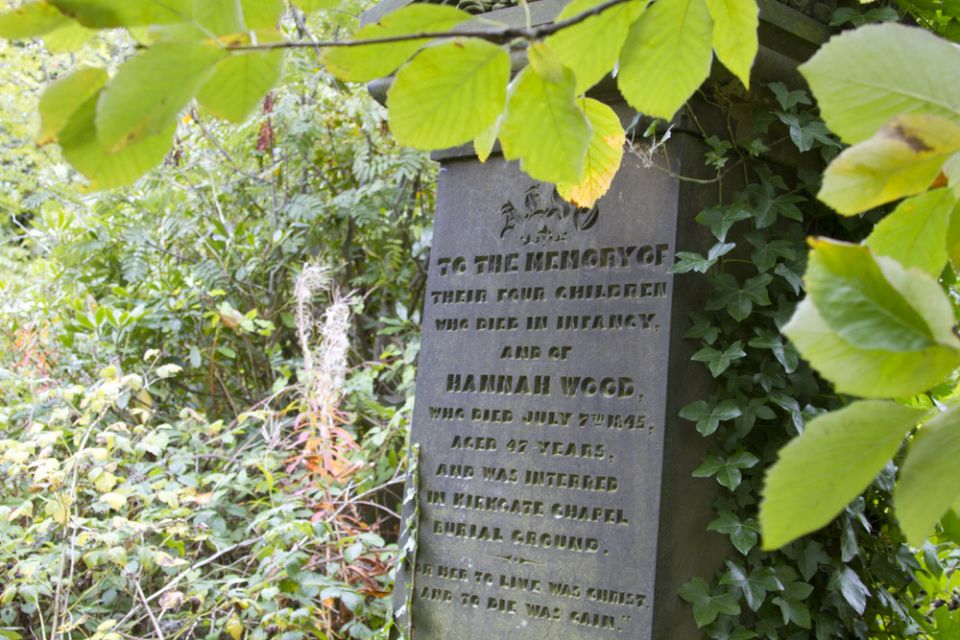 TO THE MEMORY OF
THEIR FOUR CHILDREN
WHO DIED IN INFANCY,
AND OF
HANNAH WOOD,
WHO DIED JULY 7TH 1845,
AGED 47 YEARS,
AND WAS INTERRED
IN KIRKGATE CHAPEL
BURIAL GROUND.
HER TO LIVE WAS CHRIST,
AND TO DIE WAS GAIN."